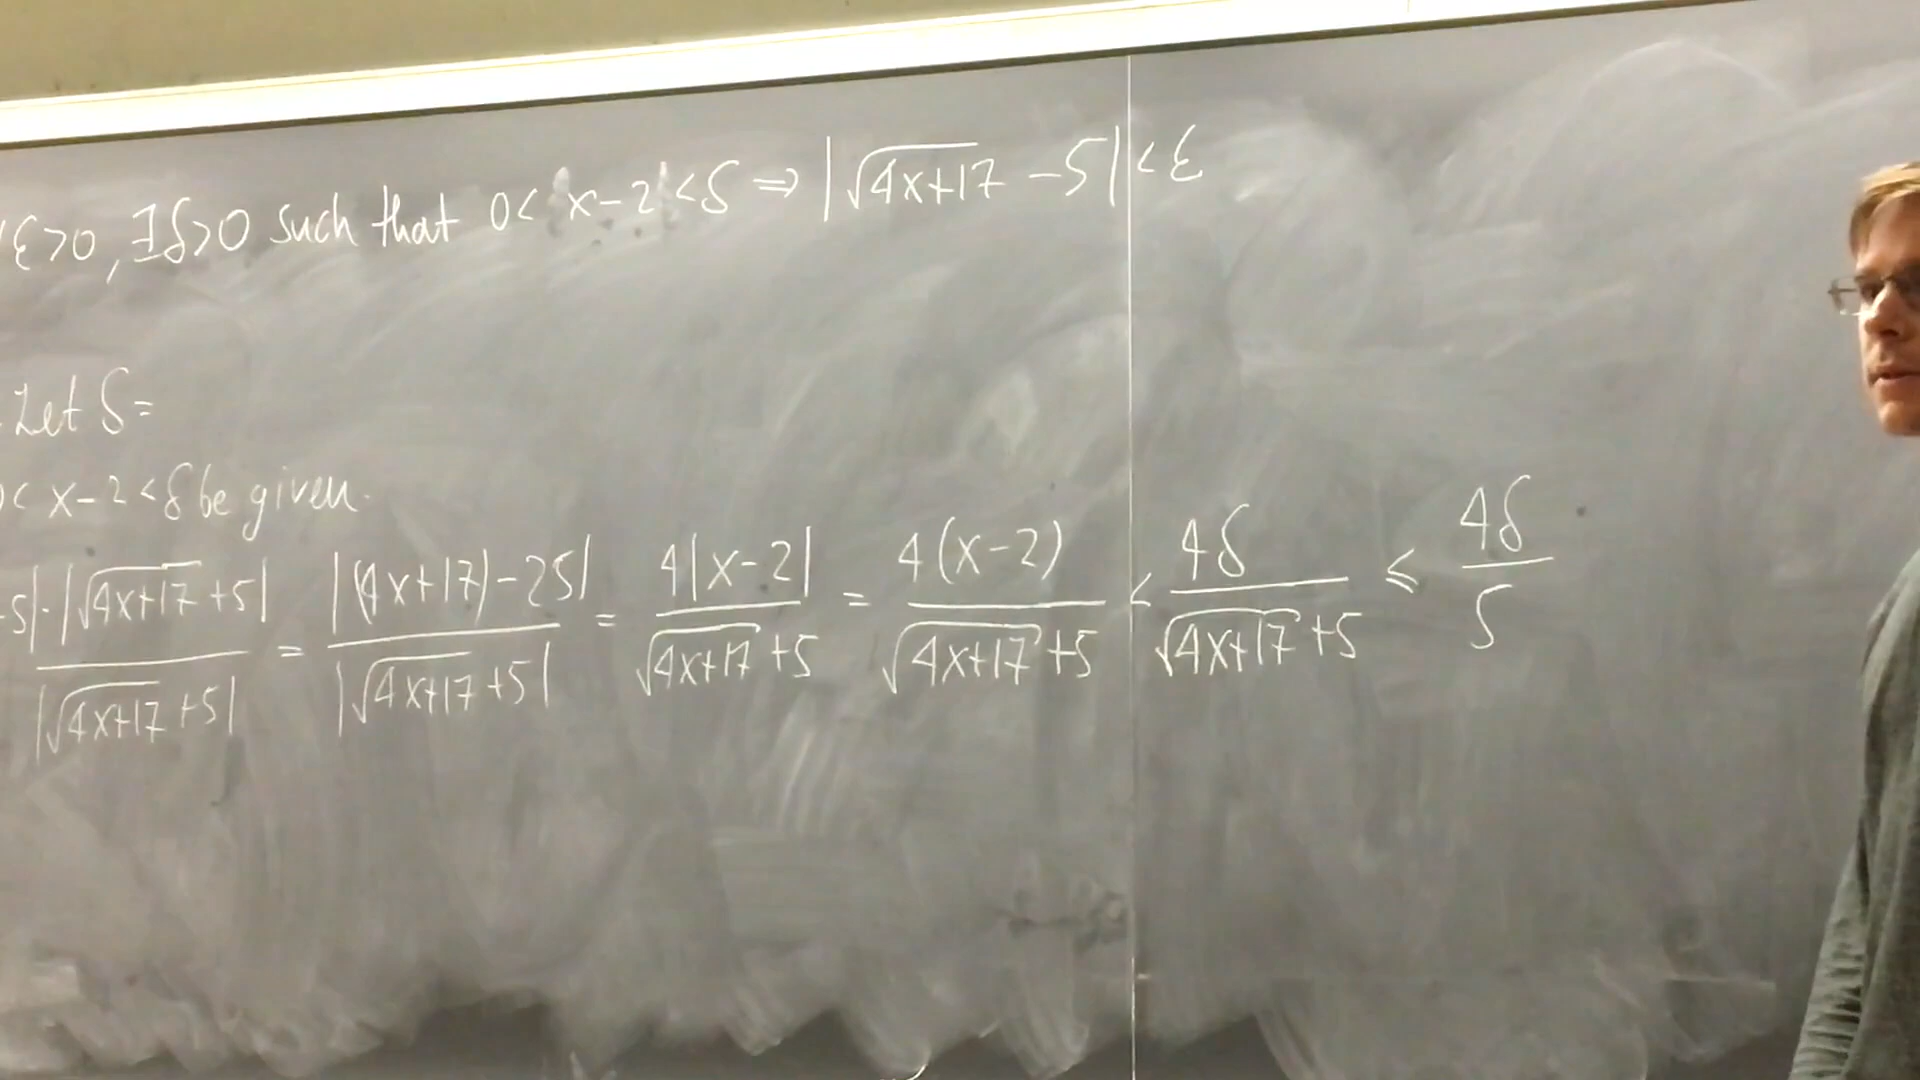 ε>0, ∃δ>0 such that 0< x-2 <δ ⇒ |√(4x+17) -5| <ε
Let δ=
0< x-2 <δ be given.
-5|·|√(4x+17) +5| / |√(4x+17) +5| = |(4x+17)-25| / |√(4x+17) +5| = 4|x-2| / √(4x+17) +5 = 4(x-2) / √(4x+17) +5 < 4δ / √(4x+17) +5 ≤ 4δ / 5